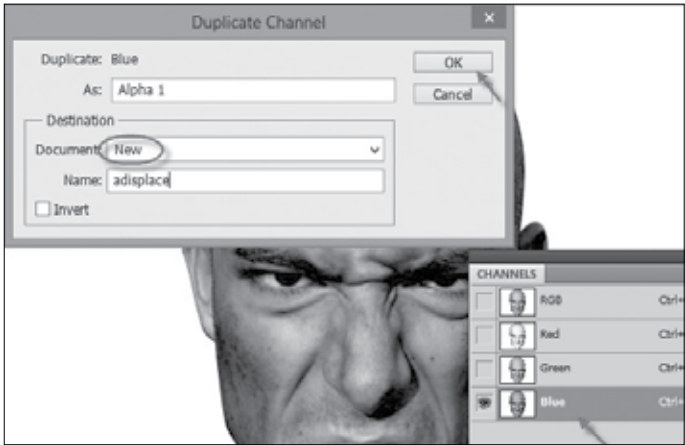 Duplicate Channel
Duplicate: Blue
OK
As: Alpha 1
Cancel
Destination
Document: New
Name: adisplace
Invert
CHANNELS
RGB Ctrl+
Red Ctrl+
Green Ctrl+
Blue Ctrl+